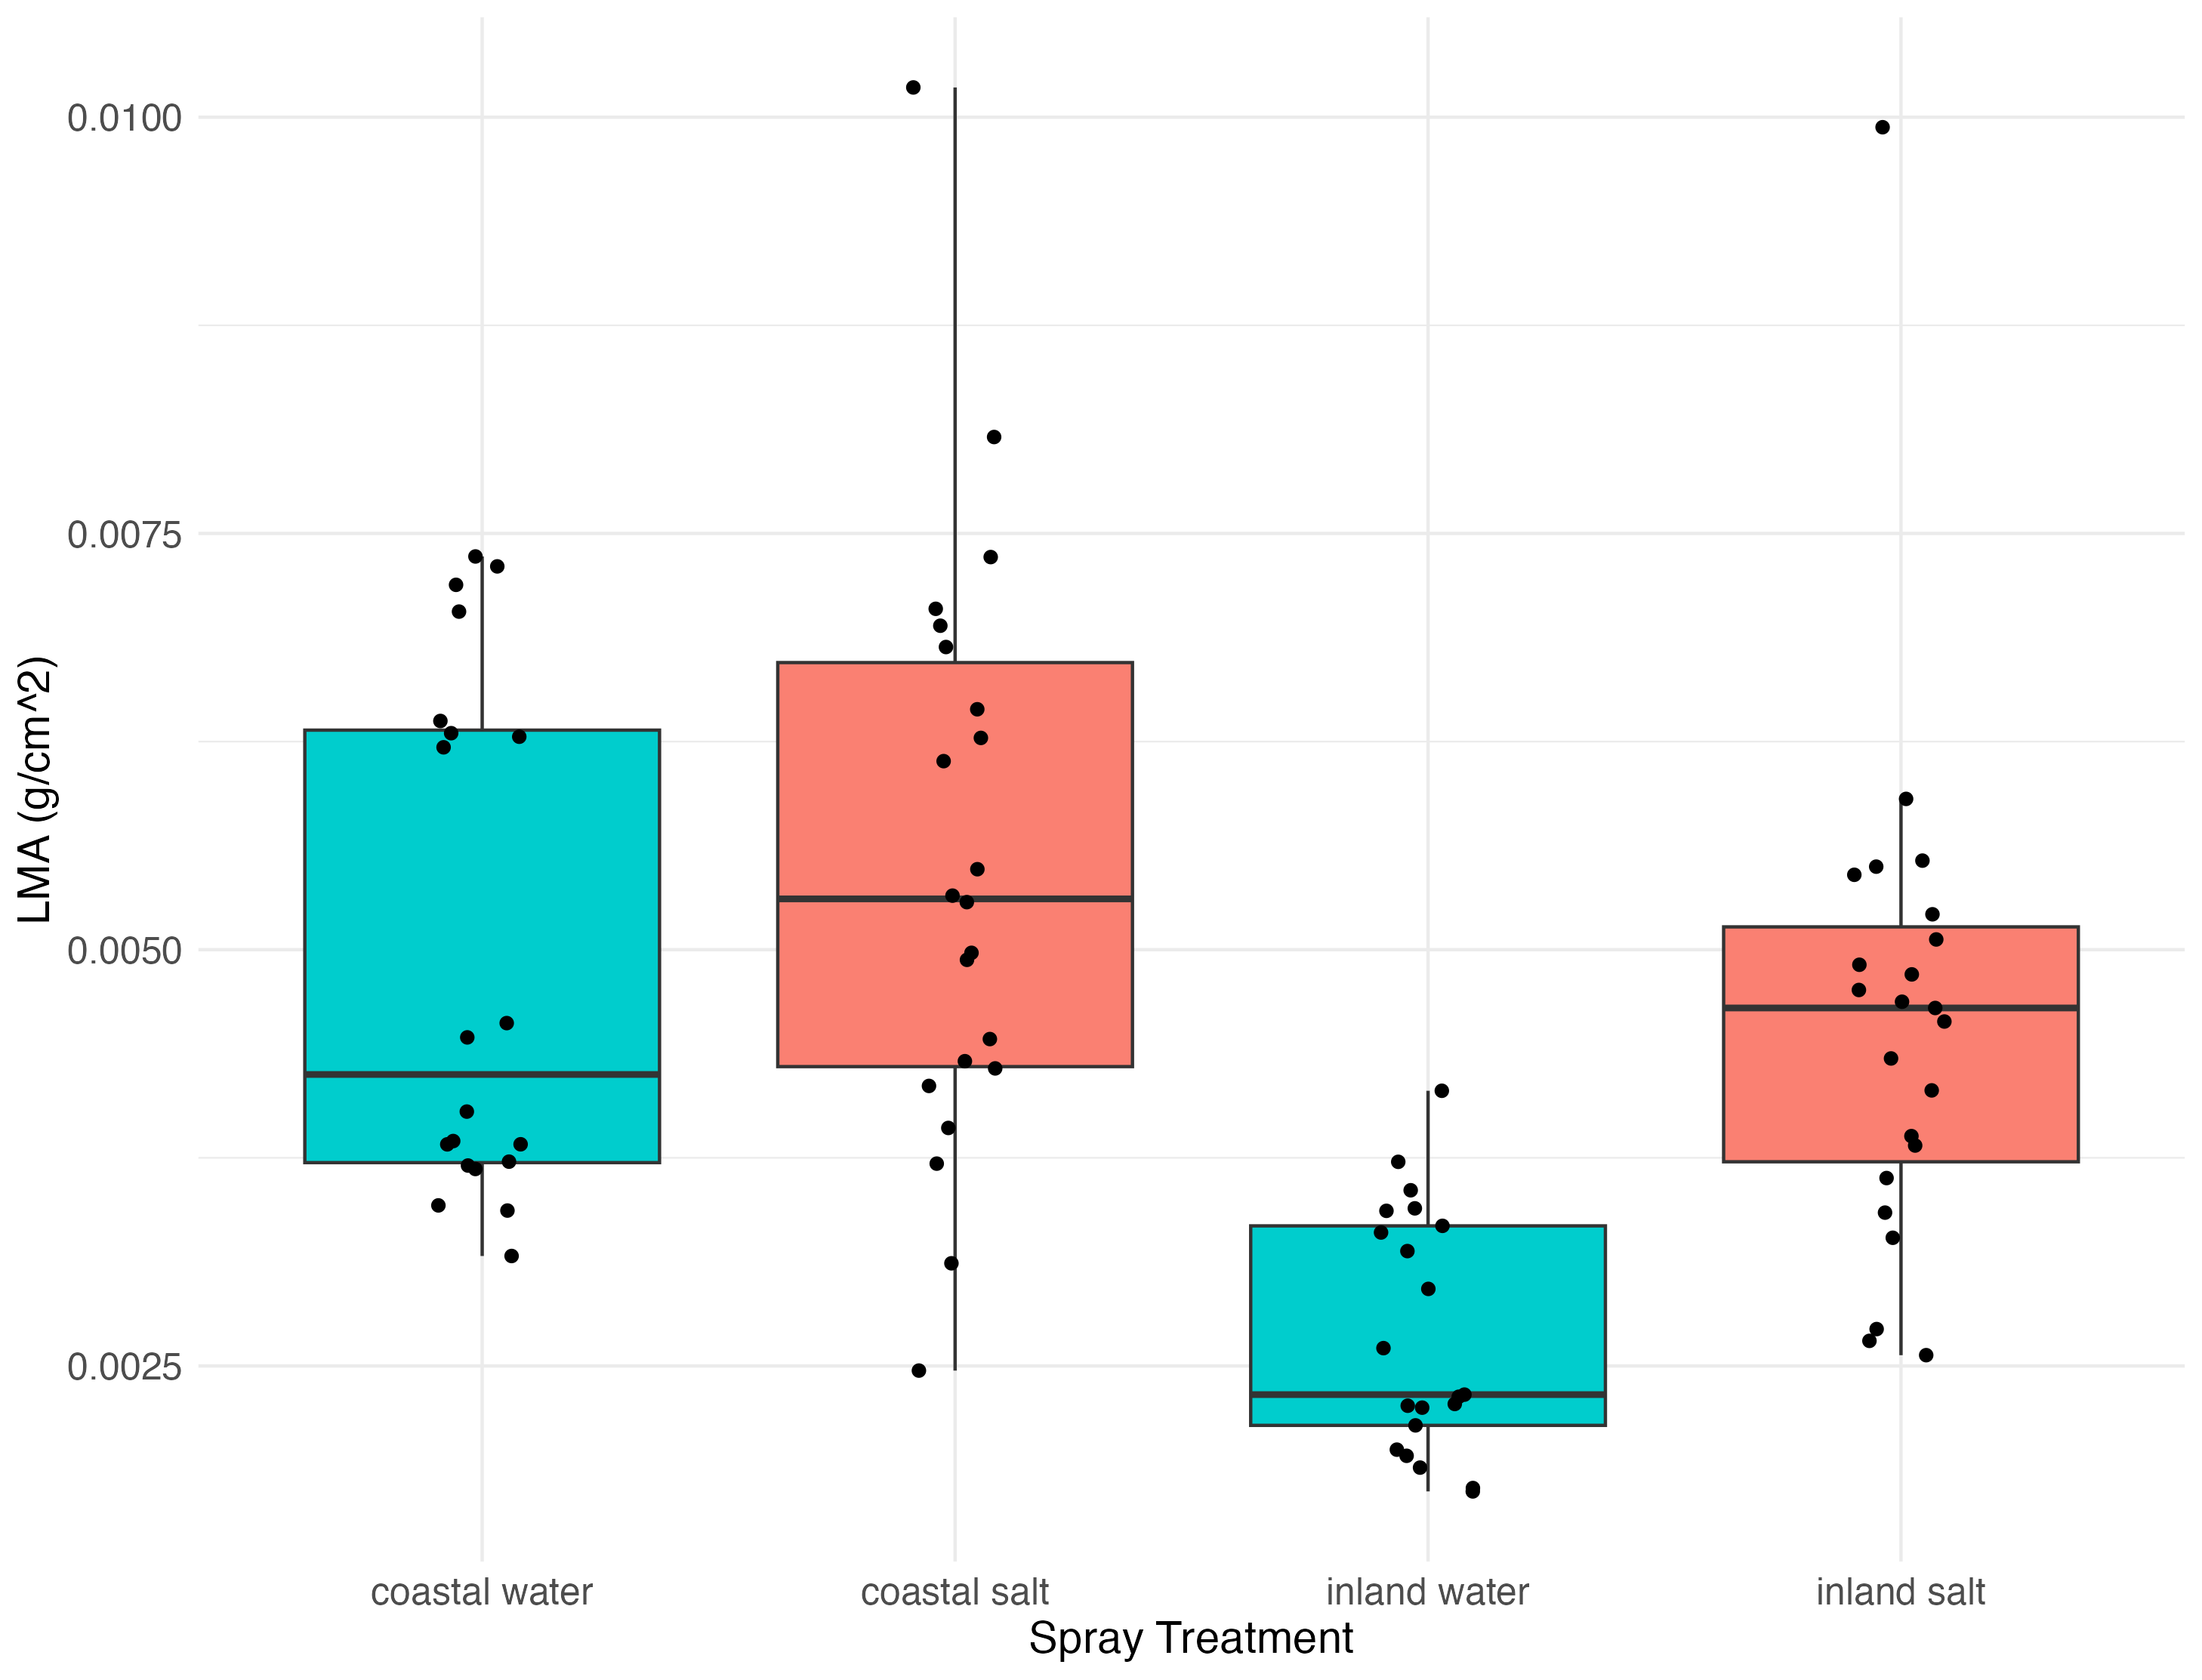 LMA (g/cm^2)
0.0100
0.0075
0.0050
0.0025
coastal water
coastal salt
inland water
inland salt
Spray Treatment